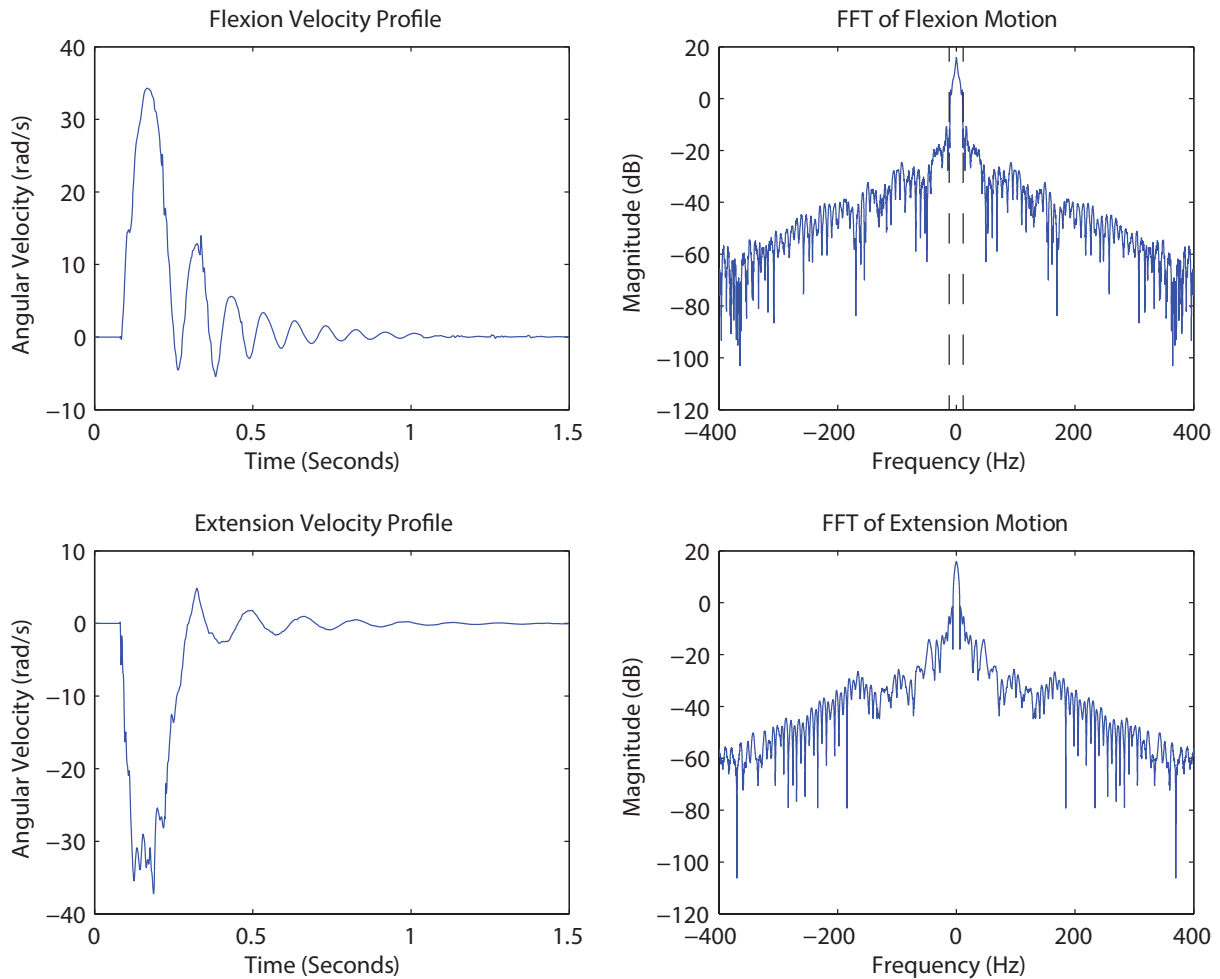 Flexion Velocity Profile
40
30
20
10
0
−10
0 0.5 1 1.5
Angular Velocity (rad/s)
Time (Seconds)
FFT of Flexion Motion
20
0
−20
−40
−60
−80
−100
−120
−400 −200 0 200 400
Magnitude (dB)
Frequency (Hz)
Extension Velocity Profile
10
0
−10
−20
−30
−40
0 0.5 1 1.5
Angular Velocity (rad/s)
Time (Seconds)
FFT of Extension Motion
20
0
−20
−40
−60
−80
−100
−120
−400 −200 0 200 400
Magnitude (dB)
Frequency (Hz)